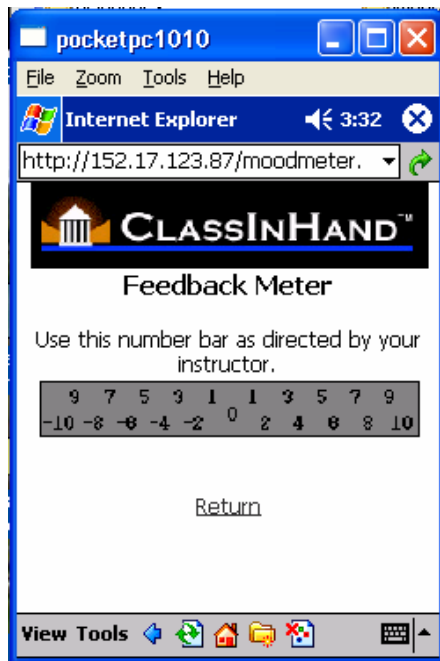 pocketpc1010
File Zoom Tools Help
Internet Explorer 3:32
http://152.17.123.87/moodmeter.
CLASSINHAND™
Feedback Meter
Use this number bar as directed by your
instructor.
9 7 5 3 1 1 3 5 7 9
-10 -8 -6 -4 -2 0 2 4 6 8 10
Return
View Tools